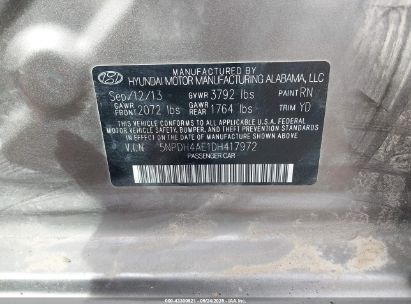 MANUFACTURED BY
HYUNDAI MOTOR MANUFACTURING ALABAMA, LLC
Sep/12/13 GVWR 3792 lbs PAINT RN
GAWR FRONT 2072 lbs GAWR REAR 1764 lbs TRIM YD
THIS VEHICLE CONFORMS TO ALL APPLICABLE FEDERAL
MOTOR VEHICLE SAFETY, BUMPER, AND THEFT PREVENTION STANDARDS
IN EFFECT ON THE DATE OF MANUFACTURE SHOWN ABOVE.
V.I.N 5NPDH4AE1DH417972
PASSENGER CAR